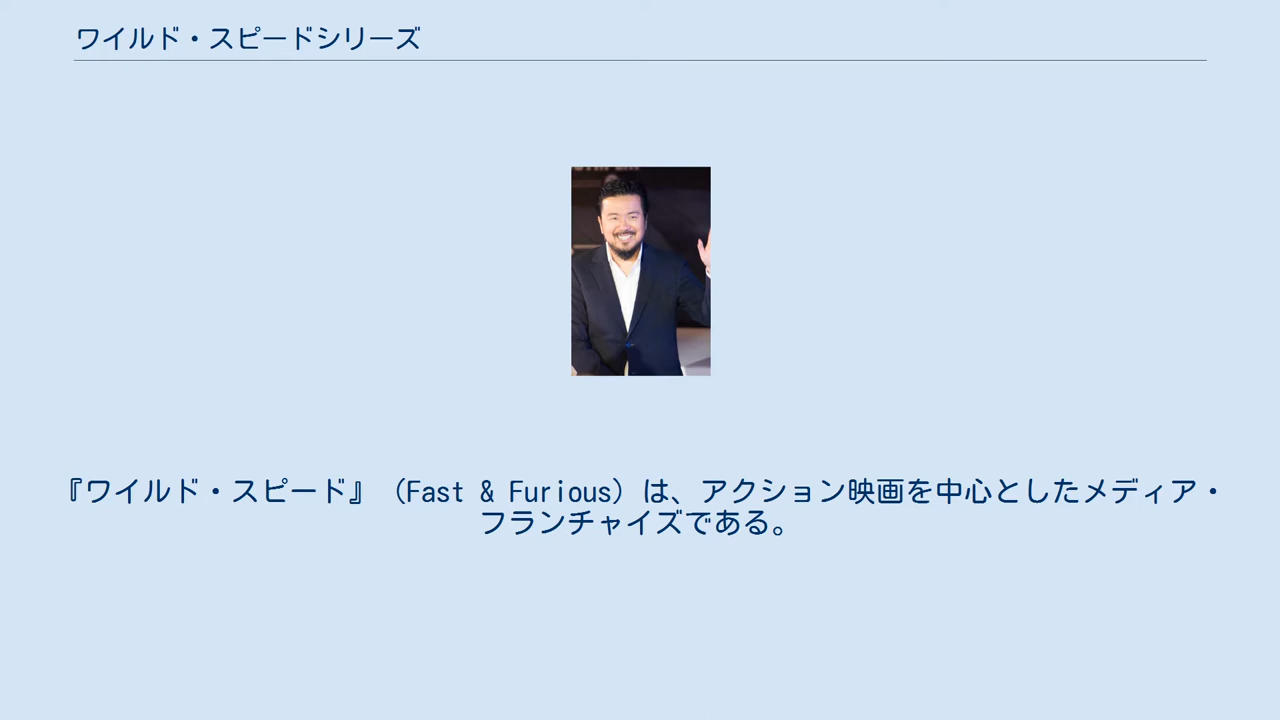 ワイルド・スピードシリーズ
『ワイルド・スピード』（Fast & Furious）は、アクション映画を中心としたメディア・
フランチャイズである。